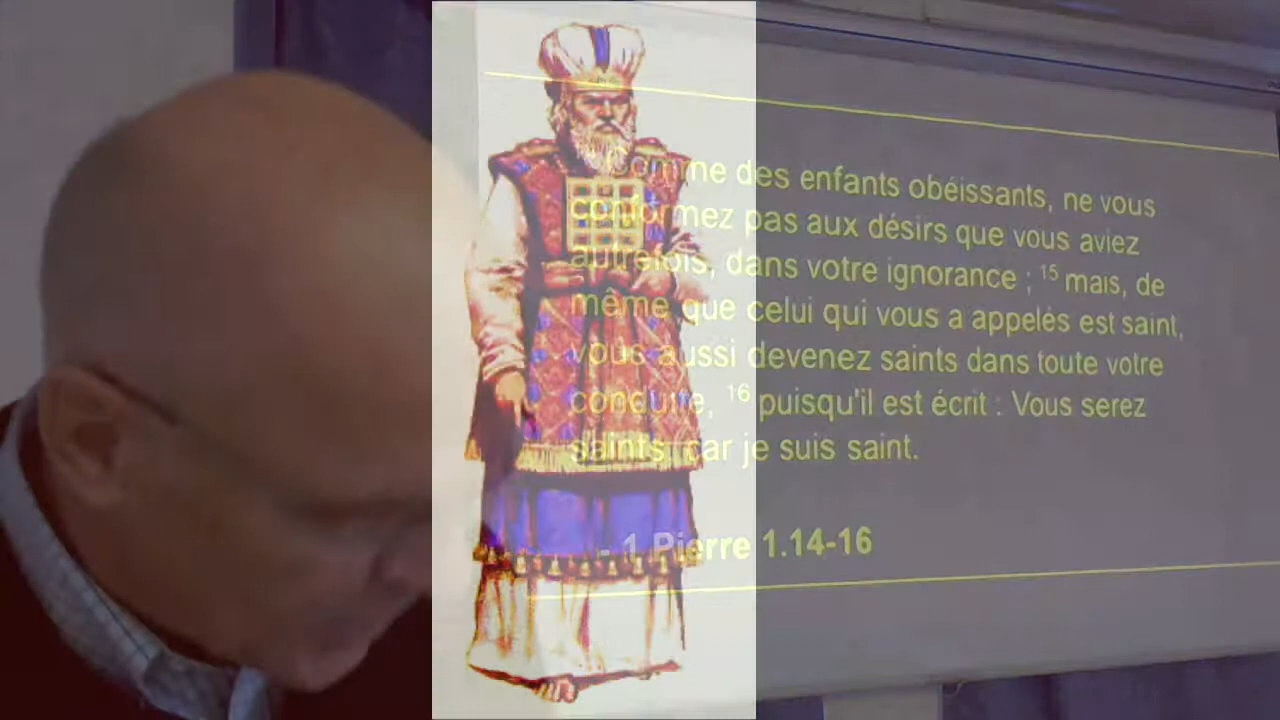 Comme des enfants obéissants, ne vous
conformez pas aux désirs que vous aviez
autrefois, dans votre ignorance ; 15 mais, de
même que celui qui vous a appelés est saint,
vous aussi devenez saints dans toute votre
conduite, 16 puisqu'il est écrit : Vous serez
saints, car je suis saint.
- 1 Pierre 1.14-16